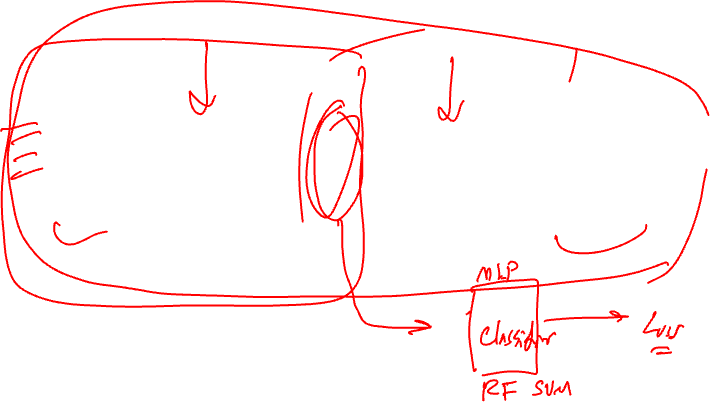 MLP
Classifier
Loss
RF SVM